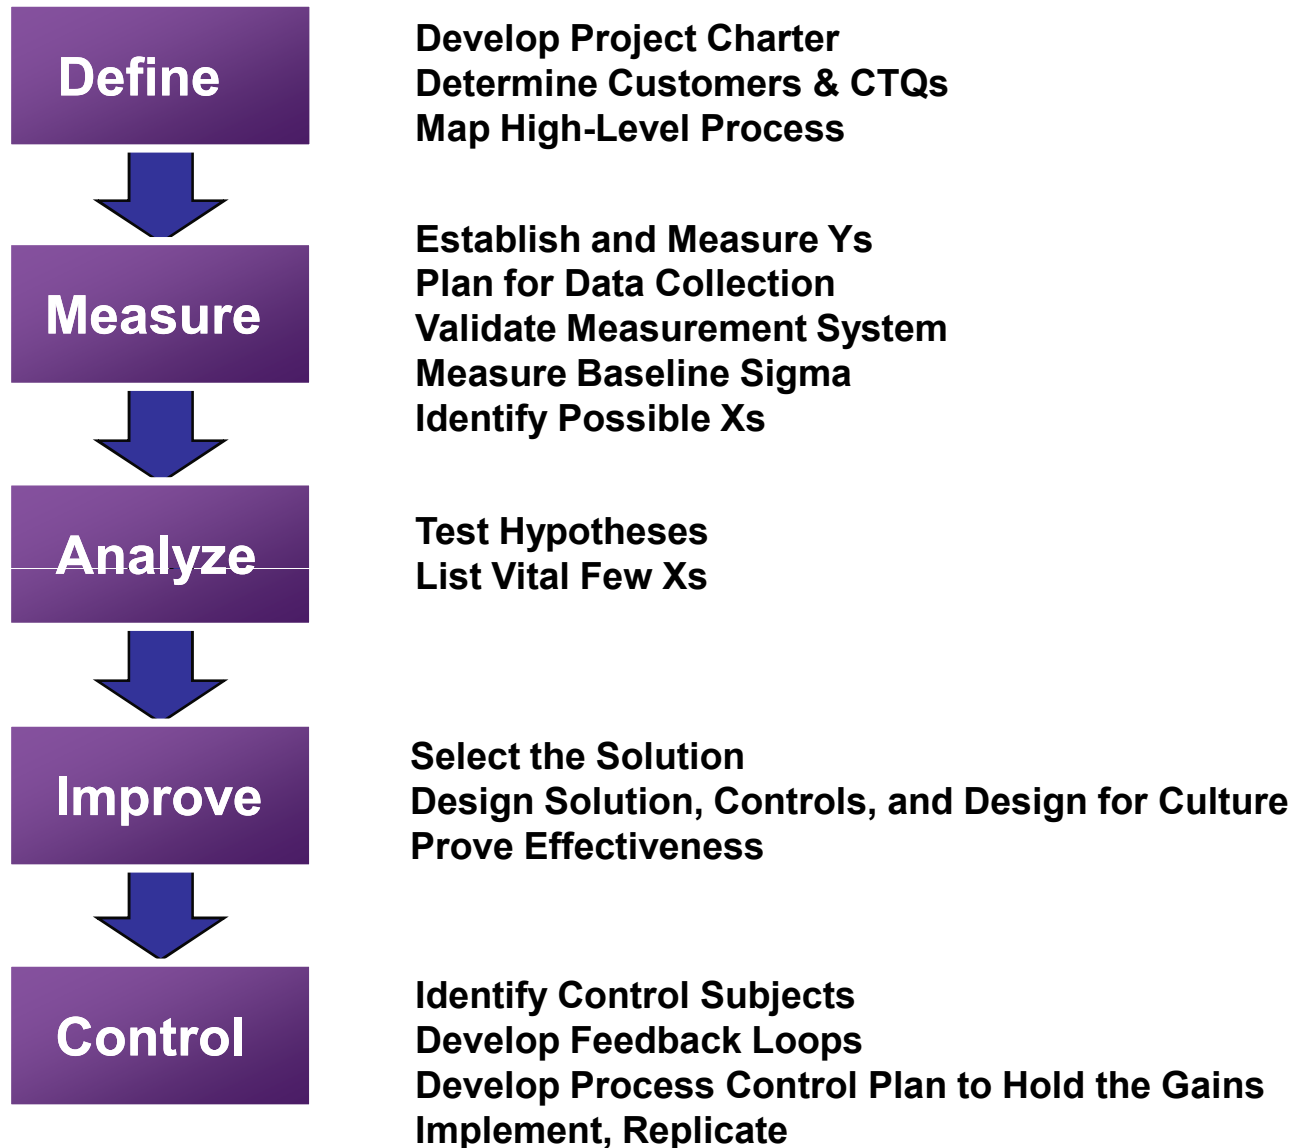 Define
Develop Project Charter
Determine Customers & CTQs
Map High-Level Process
Measure
Establish and Measure Ys
Plan for Data Collection
Validate Measurement System
Measure Baseline Sigma
Identify Possible Xs
Analyze
Test Hypotheses
List Vital Few Xs
Improve
Select the Solution
Design Solution, Controls, and Design for Culture
Prove Effectiveness
Control
Identify Control Subjects
Develop Feedback Loops
Develop Process Control Plan to Hold the Gains
Implement, Replicate